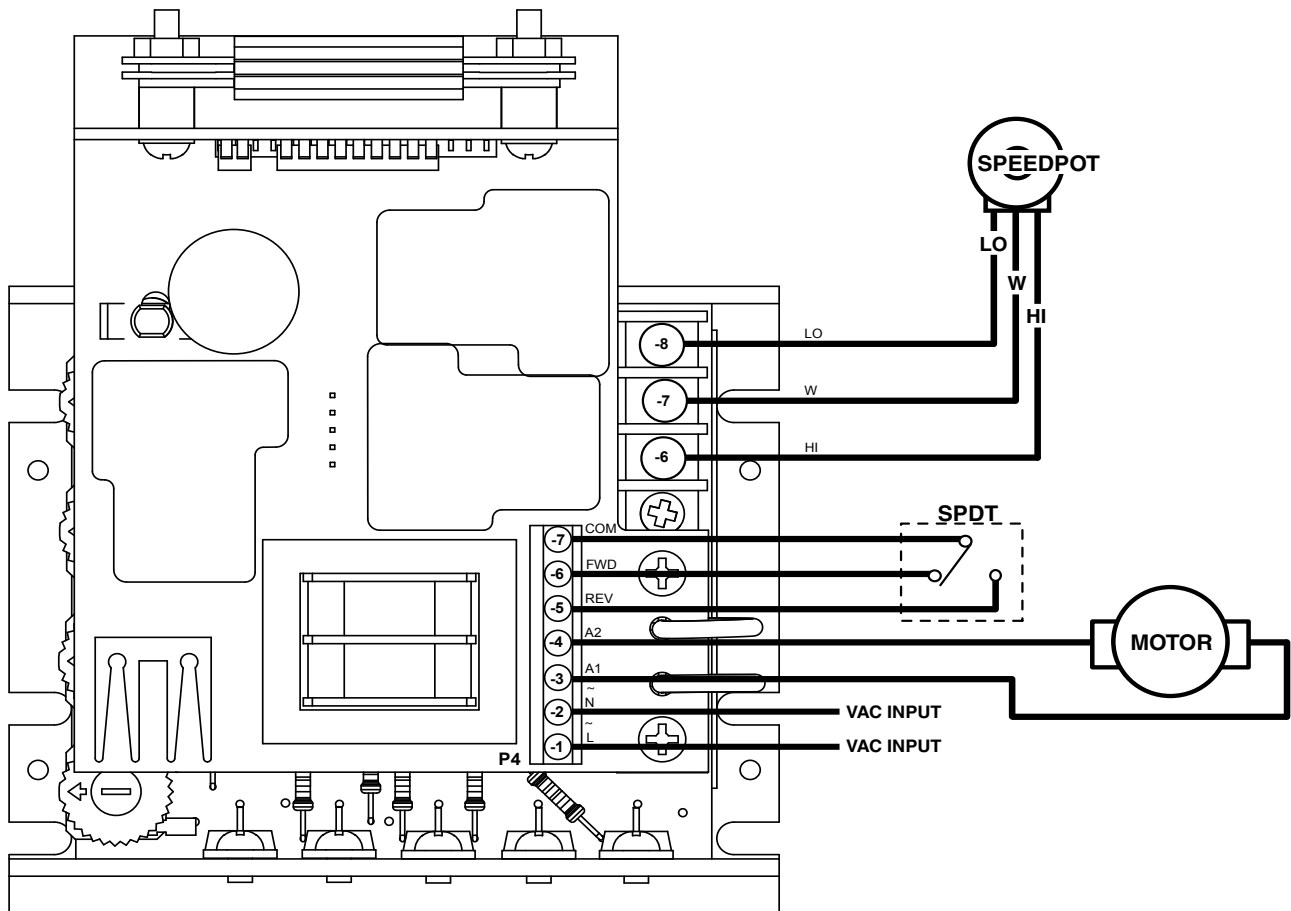 SPEEDPOT
LO
W
HI
-8 LO
-7 W
-6 HI
SPDT
-7 COM
-6 FWD
-5 REV
-4 A2
MOTOR
-3 A1
~
-2 N VAC INPUT
~
-1 L VAC INPUT
P4